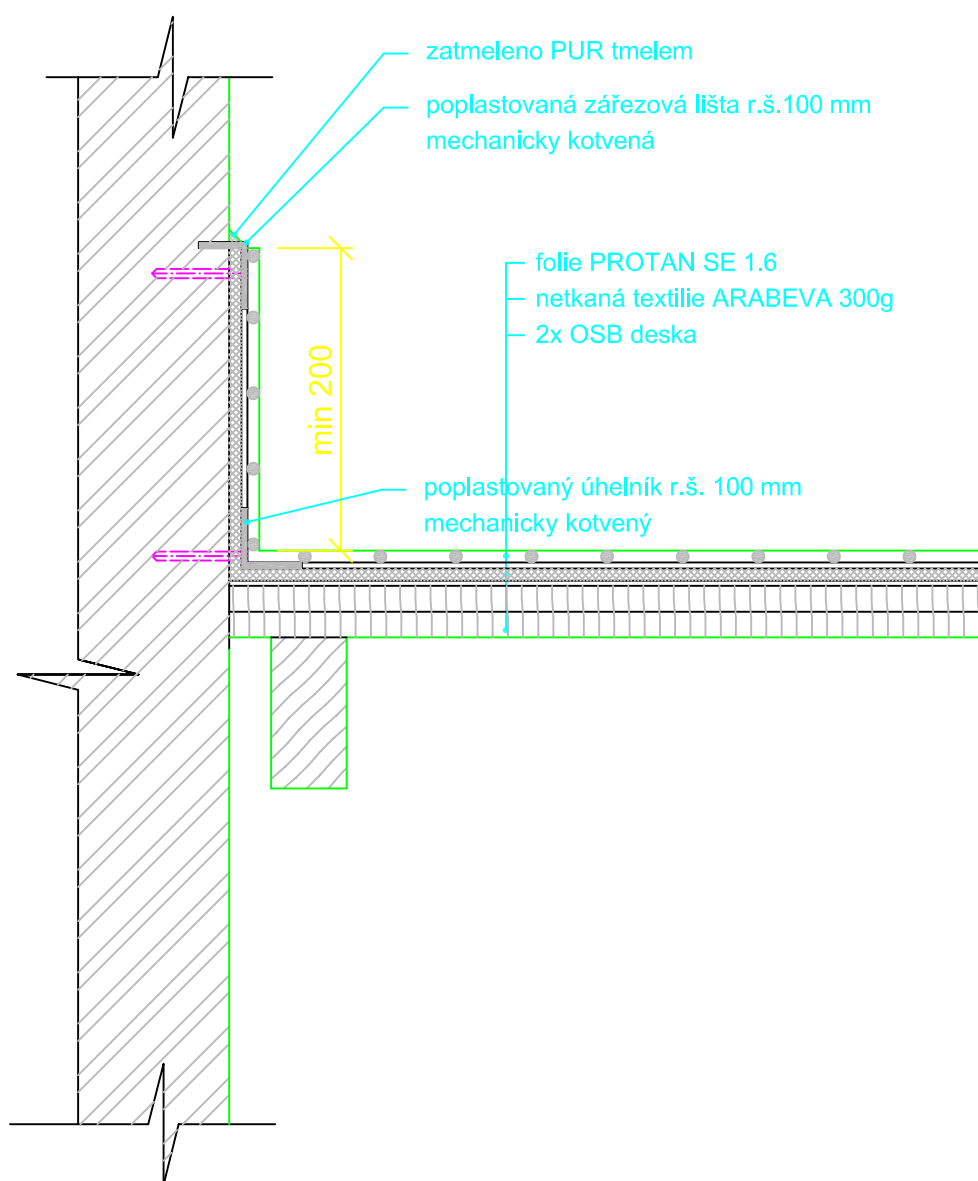 zatmeleno PUR tmelem
poplastovaná zářezová lišta r.š.100 mm
mechanicky kotvená
folie PROTAN SE 1.6
netkaná textilie ARABEVA 300g
2x OSB deska
min 200
poplastovaný úhelník r.š. 100 mm
mechanicky kotvený